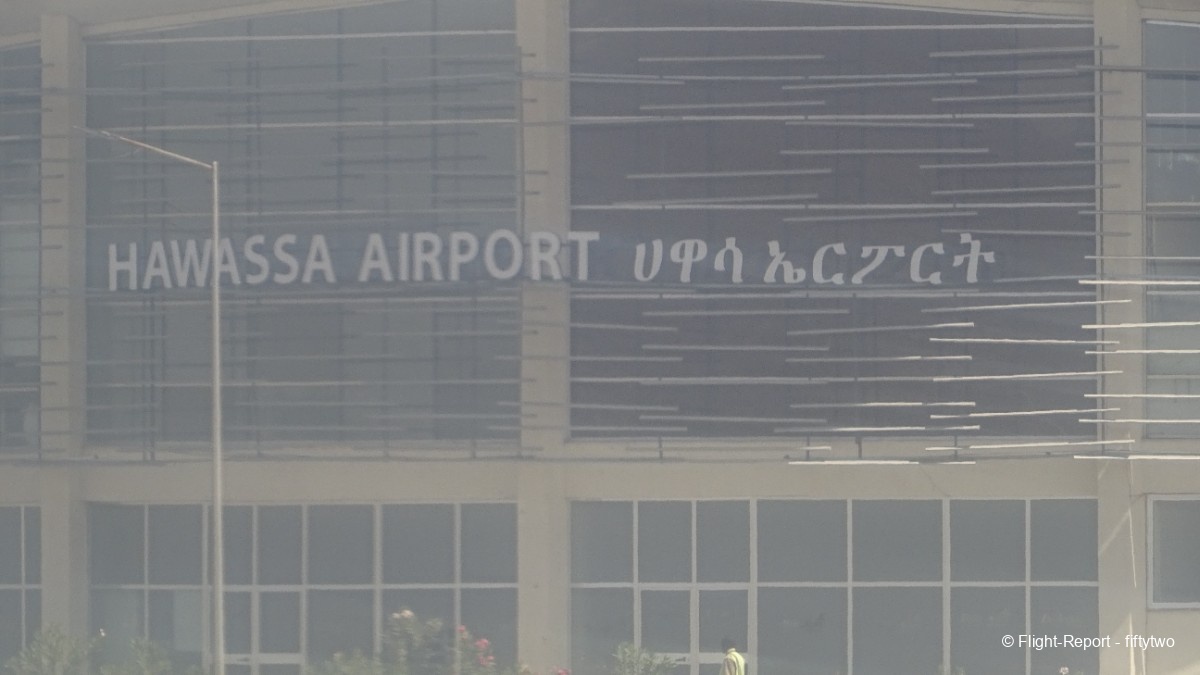 HAWASSA AIRPORT ሀዋሳ ኤርፖርት
© Flight-Report - fiftytwo